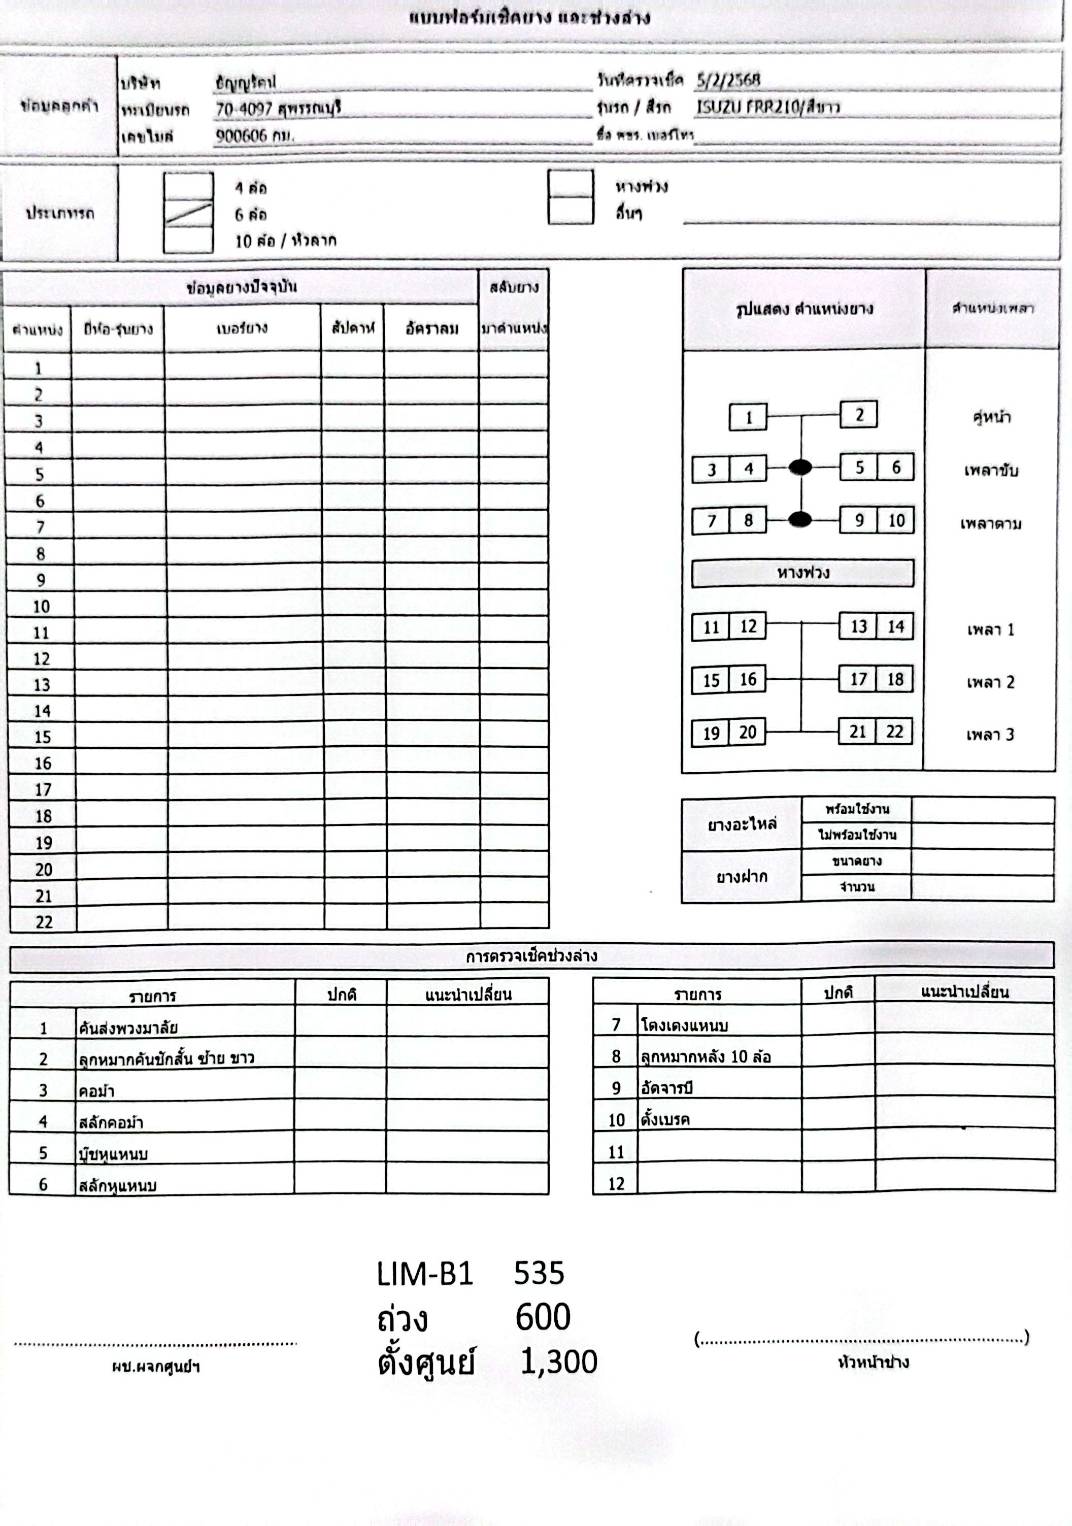 แบบฟอร์มเช็คยาง และช่วงล่าง
ข้อมูลลูกค้า
บริษัท ธัญญรัตน์ วันที่ตรวจเช็ค 5/2/2568
ทะเบียนรถ 70-4097 สุพรรณบุรี รุ่นรถ / สีรถ ISUZU FRR210/สีขาว
เลขไมล์ 900606 กม. ชื่อ พขร. เบอร์โทร
ประเภทรถ
4 ล้อ หางพ่วง
6 ล้อ อื่นๆ
10 ล้อ / หัวลาก
ข้อมูลยางปัจจุบัน สลับยาง
ตำแหน่ง ยี่ห้อ-รุ่นยาง เบอร์ยาง สัปดาห์ อัตราลม มาตำแหน่ง
1
2
3
4
5
6
7
8
9
10
11
12
13
14
15
16
17
18
19
20
21
22
รูปแสดง ตำแหน่งยาง ตำแหน่งเพลา
1 2 คู่หน้า
3 4 5 6 เพลาขับ
7 8 9 10 เพลาตาม
หางพ่วง
11 12 13 14 เพลา 1
15 16 17 18 เพลา 2
19 20 21 22 เพลา 3
ยางอะไหล่ พร้อมใช้งาน
ไม่พร้อมใช้งาน
ยางฝาก ขนาดยาง
จำนวน
การตรวจเช็คช่วงล่าง
รายการ ปกติ แนะนำเปลี่ยน
1 คันส่งพวงมาลัย
2 ลูกหมากคันชักสั้น ซ้าย ขาว
3 คอม้า
4 สลักคอม้า
5 บู๊ชหูแหนบ
6 สลักหูแหนบ
รายการ ปกติ แนะนำเปลี่ยน
7 โตงเตงแหนบ
8 ลูกหมากหลัง 10 ล้อ
9 อัดจารบี
10 ตั้งเบรค
11
12
LIM-B1 535
ถ่วง 600
ตั้งศูนย์ 1,300
ผช.ผจกศูนย์ฯ
(......................................................)
หัวหน้าช่าง